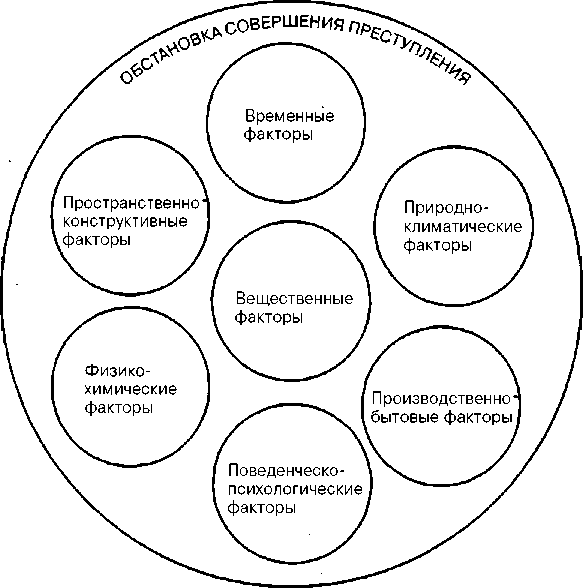 ОБСТАНОВКА СОВЕРШЕНИЯ ПРЕСТУПЛЕНИЯ
Временные
факторы
Пространственно-
конструктивные
факторы
Природно-
климатические
факторы
Вещественные
факторы
Физико-
химические
факторы
Производственно-
бытовые факторы
Поведенческо-
психологические
факторы